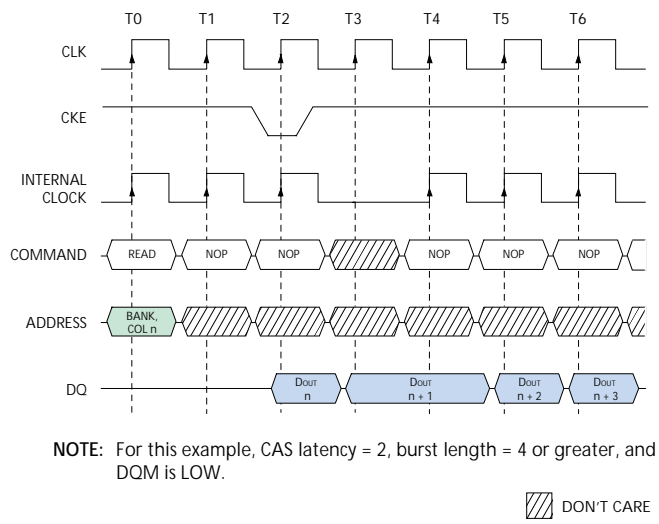 T0 T1 T2 T3 T4 T5 T6
CLK
CKE
INTERNAL
CLOCK
COMMAND READ NOP NOP NOP NOP NOP
ADDRESS BANK,
COL n
DQ DOUT DOUT DOUT DOUT
n n + 1 n + 2 n + 3
NOTE: For this example, CAS latency = 2, burst length = 4 or greater, and
DQM is LOW.
DON'T CARE